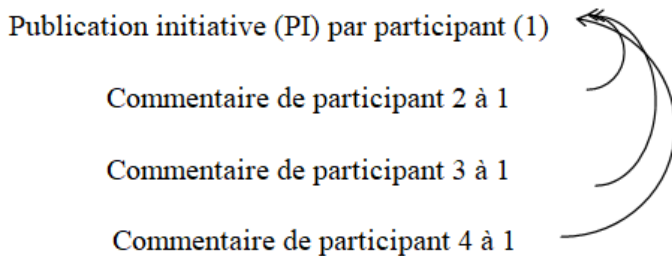 Publication initiative (PI) par participant (1)
Commentaire de participant 2 à 1
Commentaire de participant 3 à 1
Commentaire de participant 4 à 1